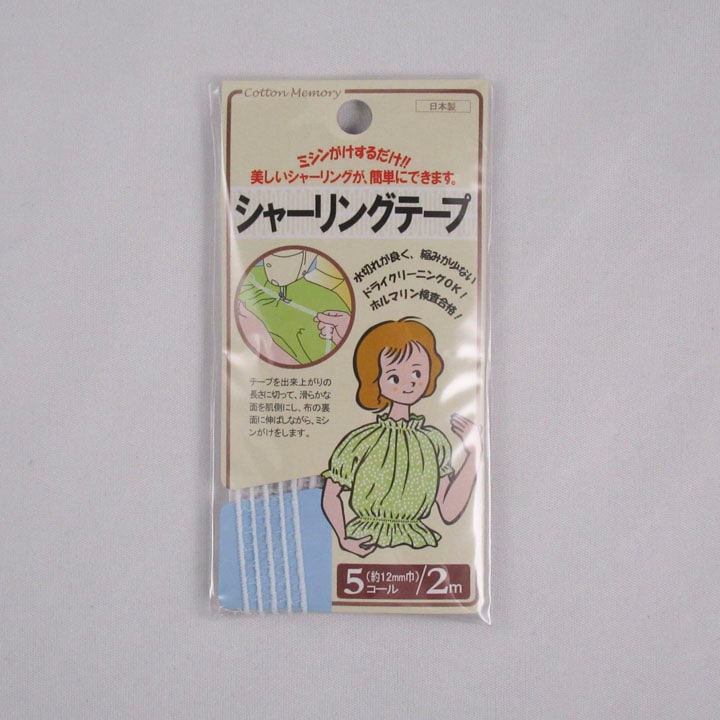 Cotton Memory
日本製
ミシンがけするだけ!!
美しいシャーリングが、簡単にできます。
シャーリングテープ
水切れが良く、縮みが少ない
ドライクリーニングOK!
ホルマリン検査合格!
テープを出来上がりの
長さに切って、滑らかな
面を肌側にし、布の裏
面に伸ばしながら、ミシ
ンがけをします。
5コール(約12mm巾)/2m